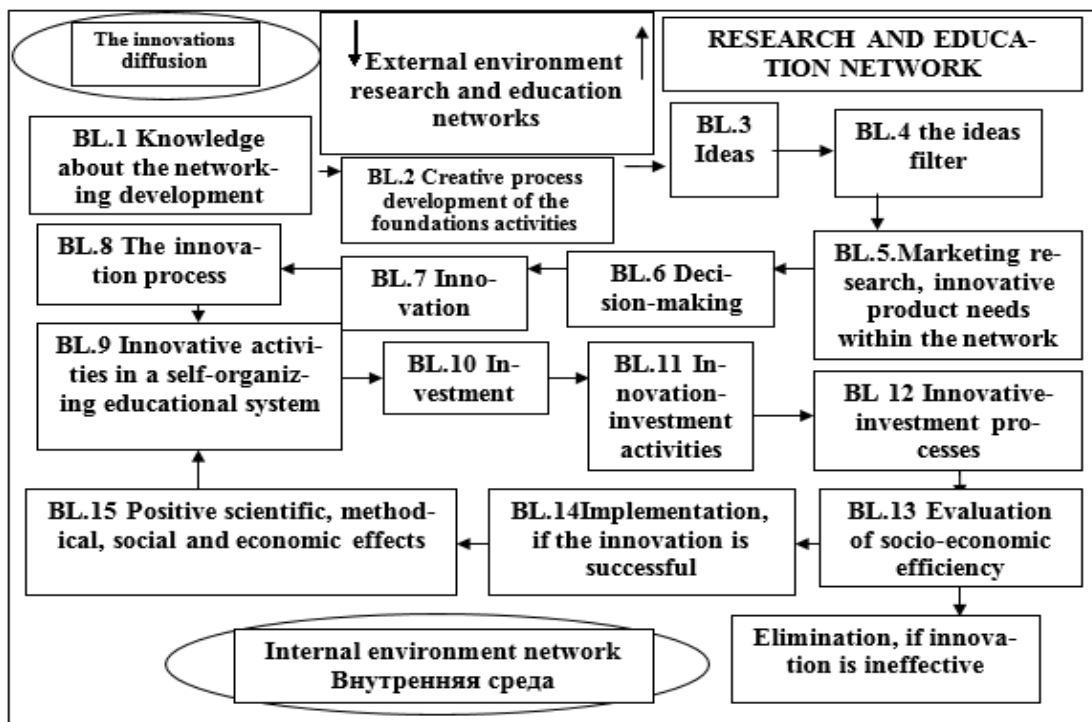 The innovations
diffusion
External environment
research and education
networks
RESEARCH AND EDUCA-
TION NETWORK
BL.1 Knowledge
about the network-
ing development
BL.2 Creative process
development of the
foundations activities
BL.3
Ideas
BL.4 the ideas
filter
BL.8 The innova-
tion process
BL.7 Inno-
vation
BL.6 Deci-
sion-making
BL.5.Marketing re-
search, innovative
product needs
within the network
BL.9 Innovative activi-
ties in a self-organiz-
ing educational system
BL.10 In-
vestment
BL.11 In-
novation-
investment
activities
BL 12 Innovative-
investment pro-
cesses
BL.15 Positive scientific, method-
ical, social and economic effects
BL.14Implementation,
if the innovation is
successful
BL.13 Evaluation
of socio-economic
efficiency
Internal environment network
Внутренняя среда
Elimination, if innova-
tion is ineffective